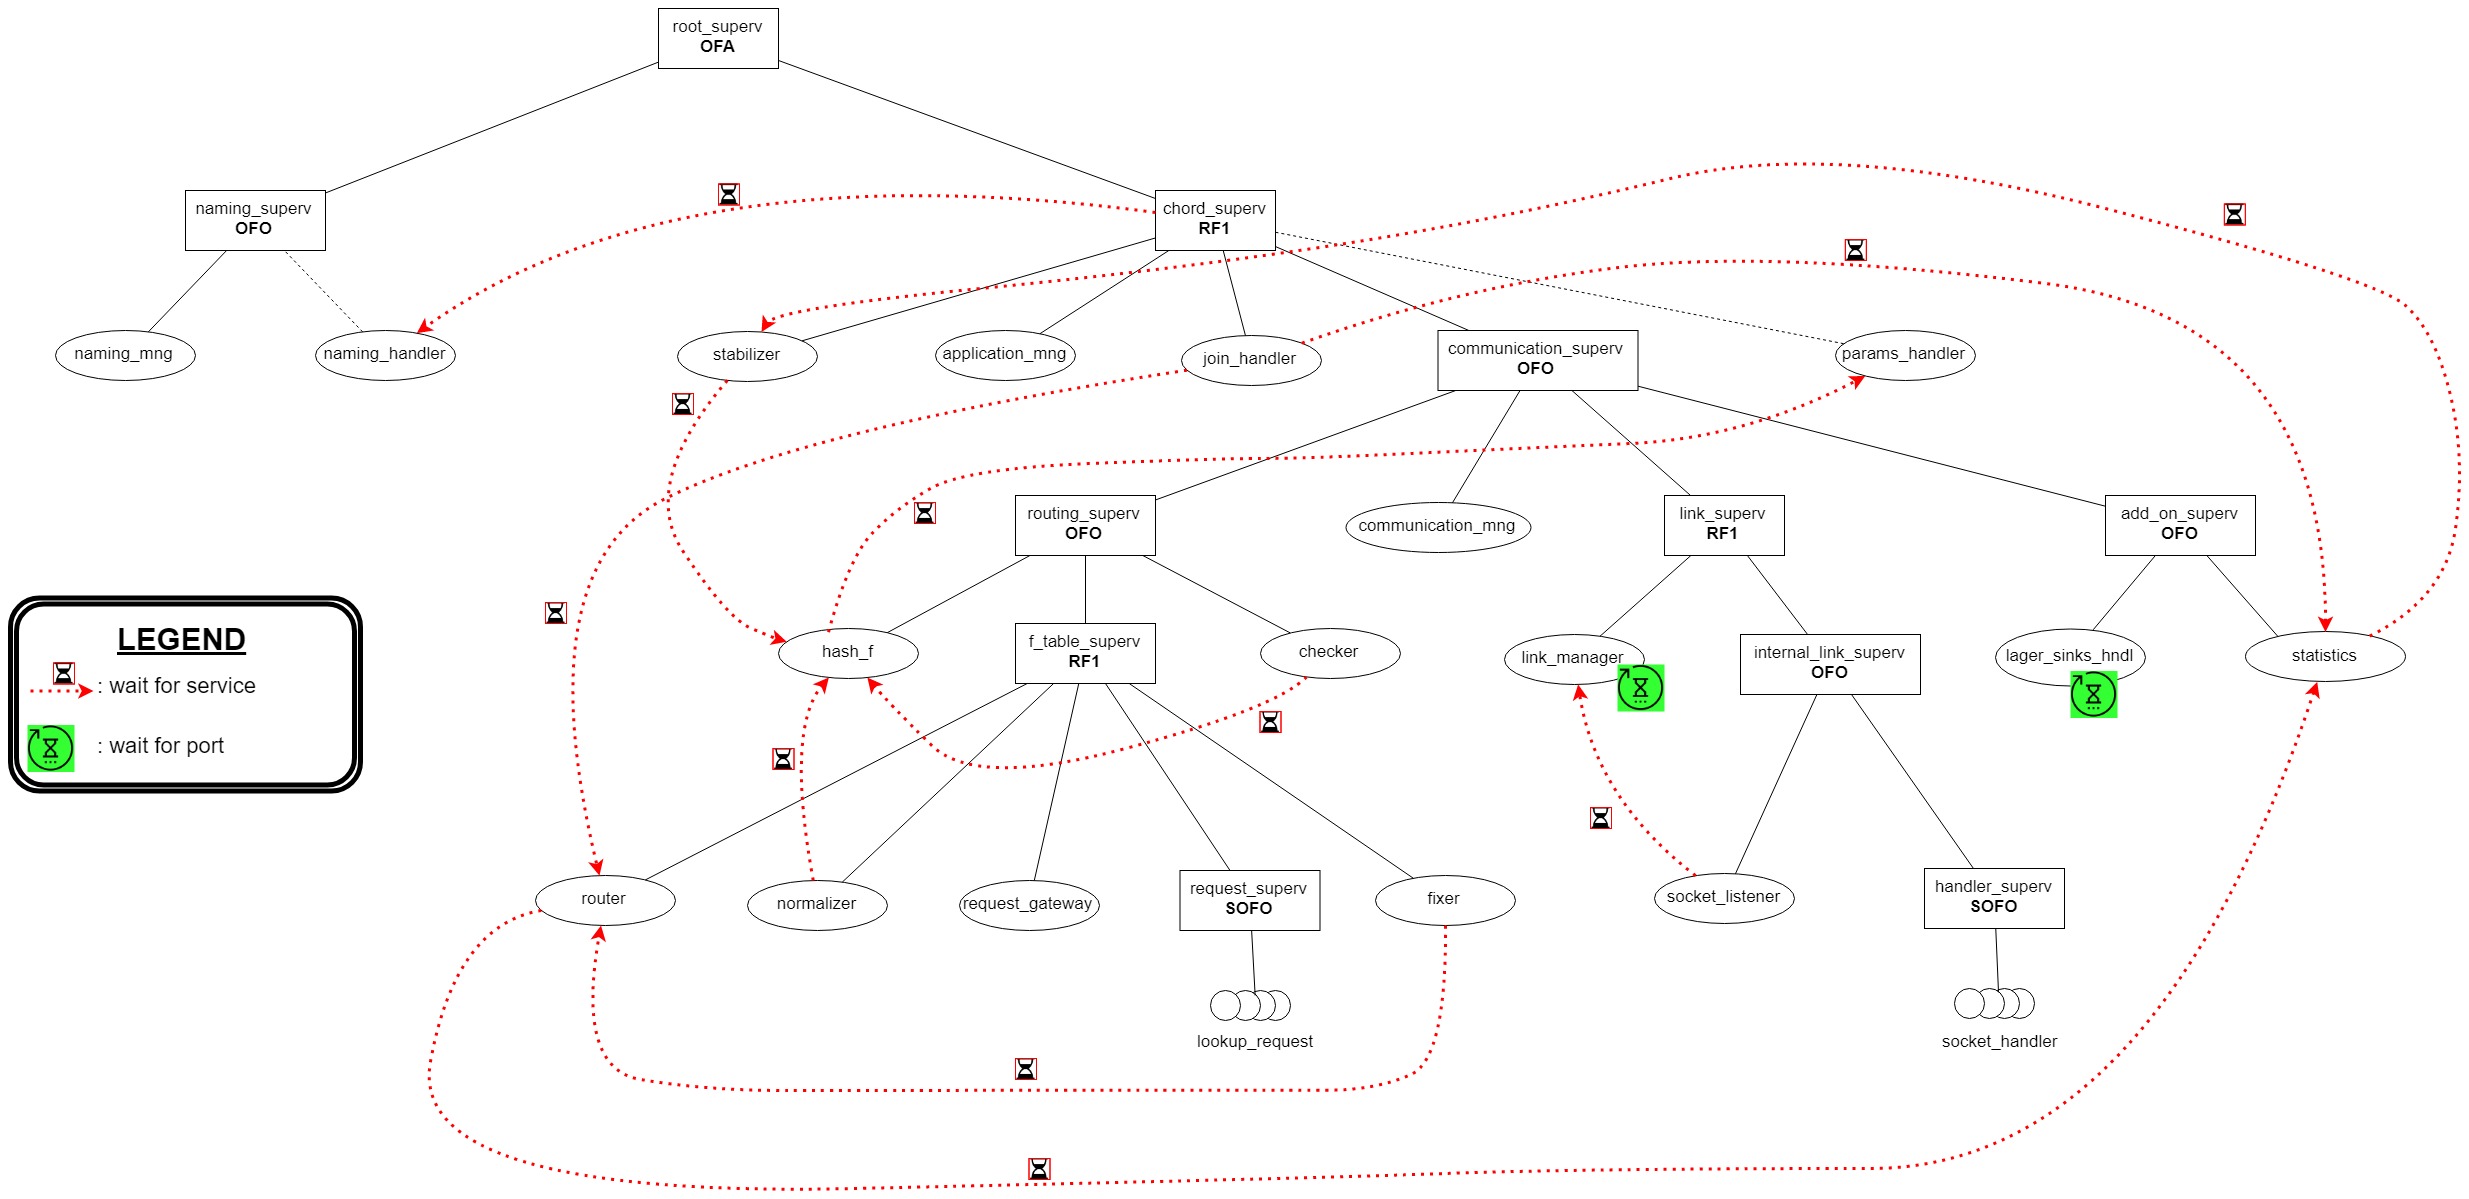 root_superv
OFA
naming_superv
OFO
chord_superv
RF1
naming_mng
naming_handler
stabilizer
application_mng
join_handler
communication_superv
OFO
params_handler
routing_superv
OFO
communication_mng
link_superv
RF1
add_on_superv
OFO
LEGEND
: wait for service
: wait for port
hash_f
f_table_superv
RF1
checker
link_manager
internal_link_superv
OFO
lager_sinks_hndl
statistics
router
normalizer
request_gateway
request_superv
SOFO
fixer
socket_listener
handler_superv
SOFO
lookup_request
socket_handler